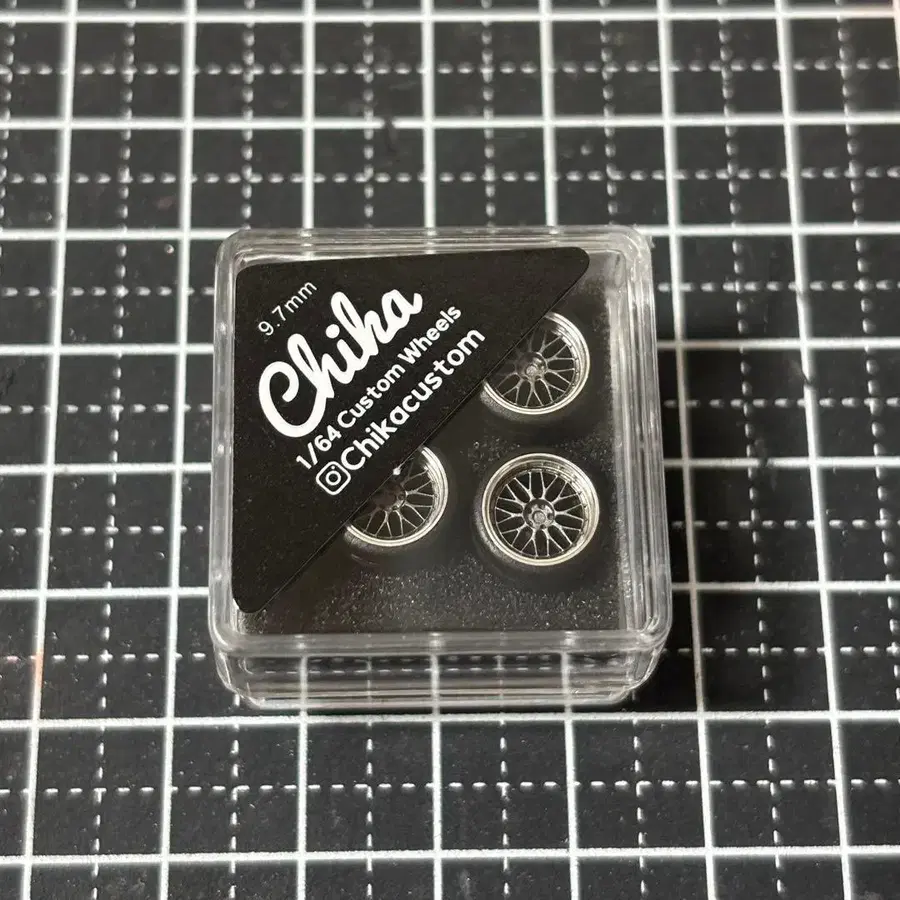 9.7mm
Chika
1/64 Custom Wheels
Chikacustom